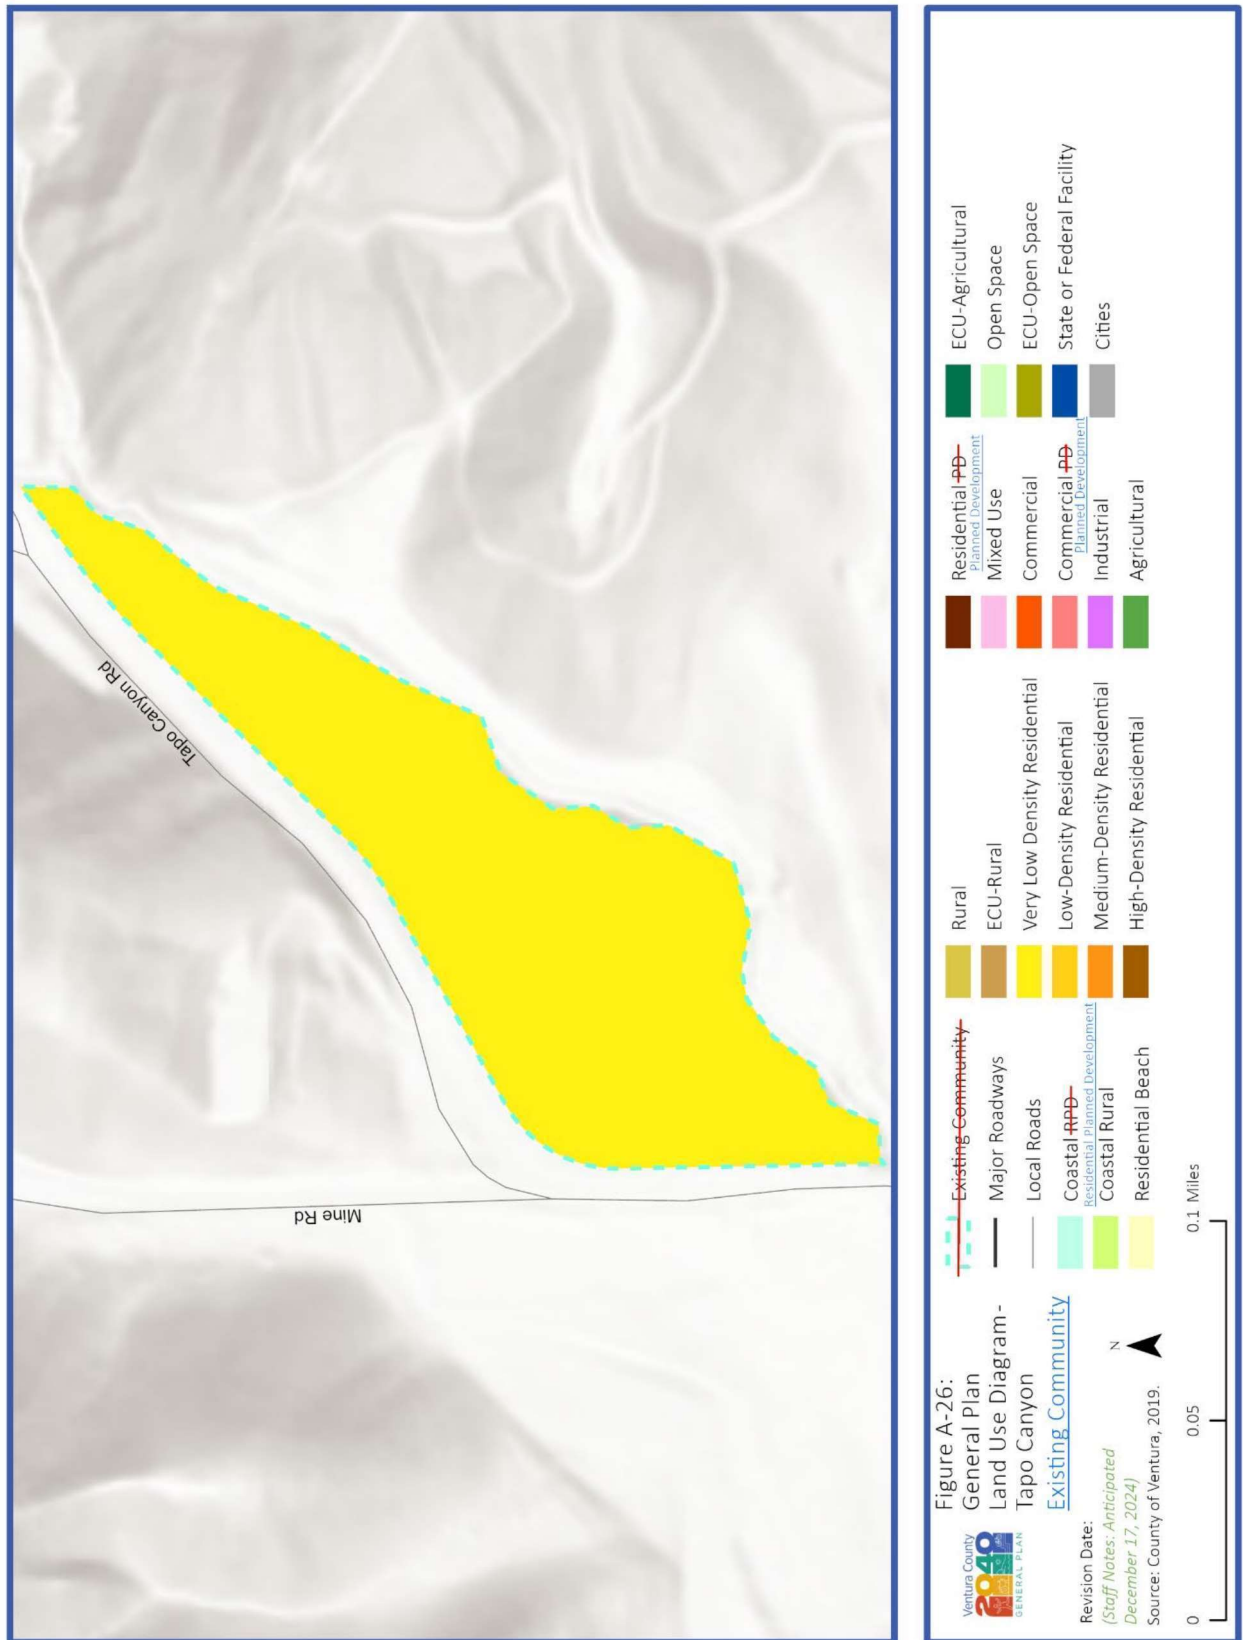 Tapo Canyon Rd
Mine Rd
Ventura County
2040
GENERAL PLAN
Figure A-26:
General Plan
Land Use Diagram-
Tapo Canyon
Existing Community
Revision Date:
(Staff Notes: Anticipated
December 17, 2024)
Source: County of Ventura, 2019.
N
0
0.05
0.1 Miles
Existing Community
Major Roadways
Local Roads
Coastal RPD
Residential Planned Development
Coastal Rural
Residential Beach
Rural
ECU-Rural
Very Low Density Residential
Low-Density Residential
Medium-Density Residential
High-Density Residential
Residential PD
Planned Development
Mixed Use
Commercial
Commercial PD
Planned Development
Industrial
Agricultural
ECU-Agricultural
Open Space
ECU-Open Space
State or Federal Facility
Cities